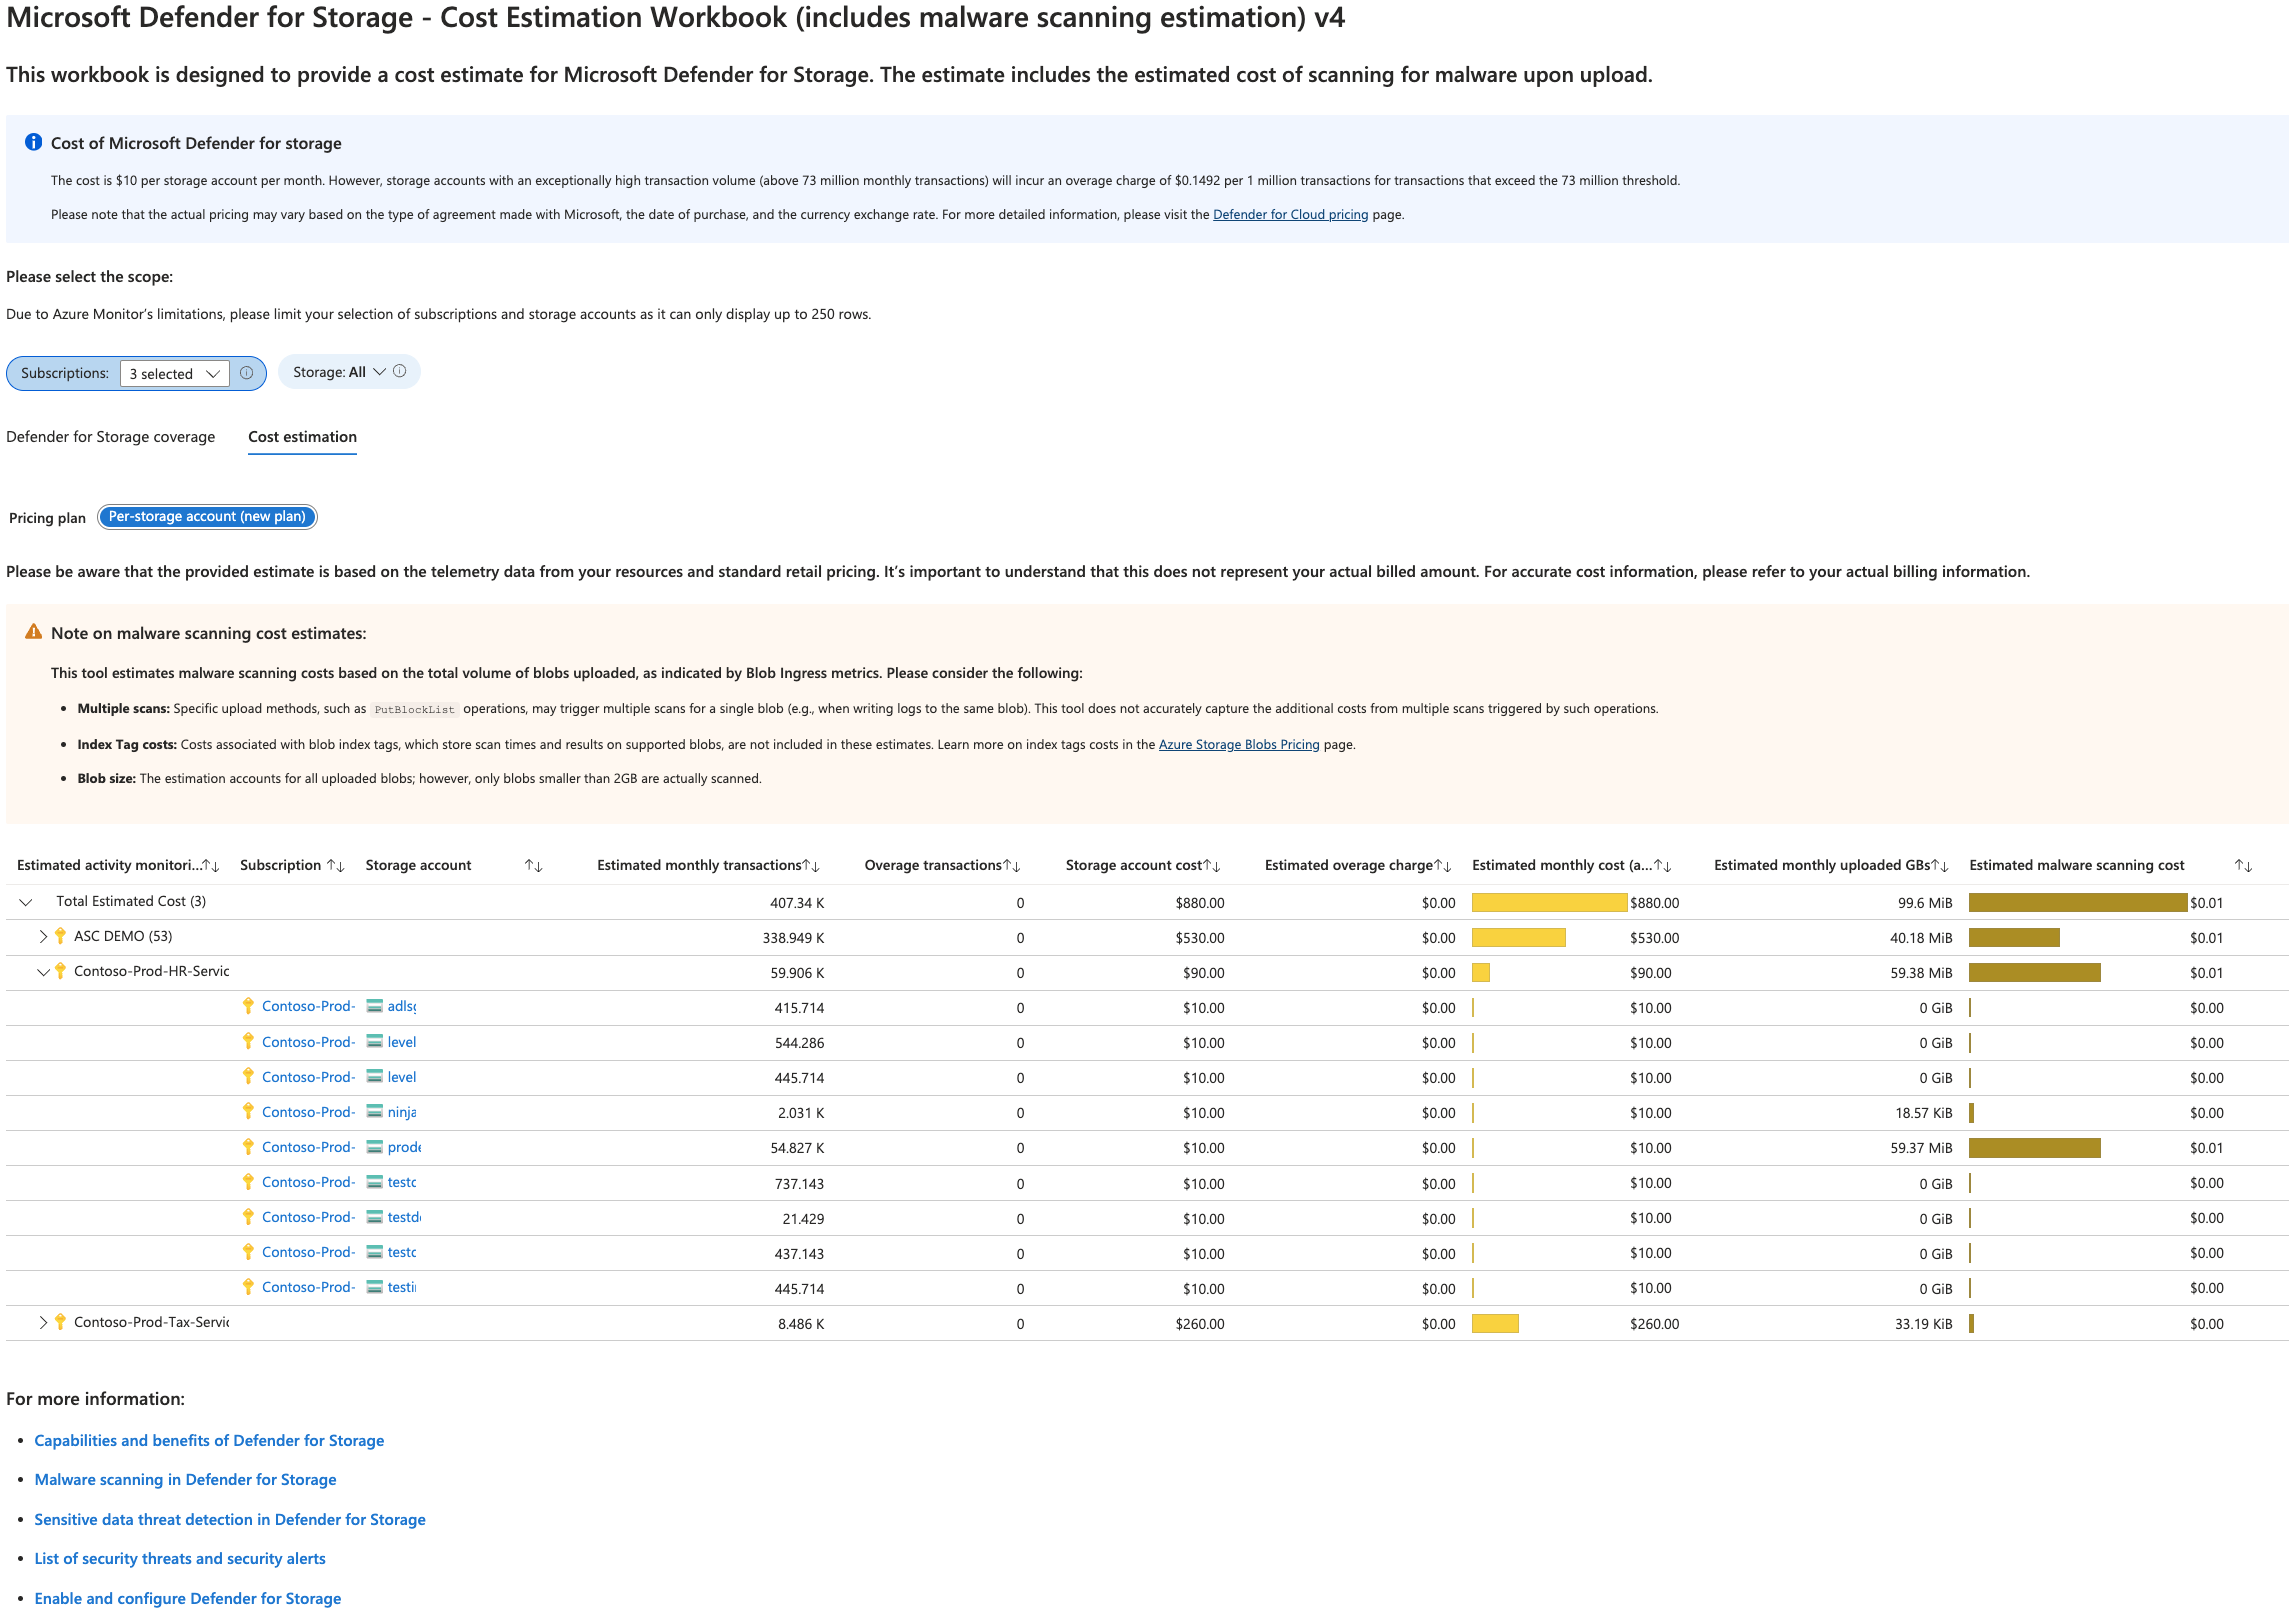 Microsoft Defender for Storage - Cost Estimation Workbook (includes malware scanning estimation) v4
This workbook is designed to provide a cost estimate for Microsoft Defender for Storage. The estimate includes the estimated cost of scanning for malware upon upload.
Cost of Microsoft Defender for storage
The cost is $10 per storage account per month. However, storage accounts with an exceptionally high transaction volume (above 73 million monthly transactions) will incur an overage charge of $0.1492 per 1 million transactions for transactions that exceed the 73 million threshold.
Please note that the actual pricing may vary based on the type of agreement made with Microsoft, the date of purchase, and the currency exchange rate. For more detailed information, please visit the Defender for Cloud pricing page.
Please select the scope:
Due to Azure Monitor's limitations, please limit your selection of subscriptions and storage accounts as it can only display up to 250 rows.
Subscriptions: 3 selected Storage: All
Defender for Storage coverage Cost estimation
Pricing plan Per-storage account (new plan)
Please be aware that the provided estimate is based on the telemetry data from your resources and standard retail pricing. It's important to understand that this does not represent your actual billed amount. For accurate cost information, please refer to your actual billing information.
Note on malware scanning cost estimates:
This tool estimates malware scanning costs based on the total volume of blobs uploaded, as indicated by Blob Ingress metrics. Please consider the following:
• Multiple scans: Specific upload methods, such as PutBlockList operations, may trigger multiple scans for a single blob (e.g., when writing logs to the same blob). This tool does not accurately capture the additional costs from multiple scans triggered by such operations.
• Index Tag costs: Costs associated with blob index tags, which store scan times and results on supported blobs, are not included in these estimates. Learn more on index tags costs in the Azure Storage Blobs Pricing page.
• Blob size: The estimation accounts for all uploaded blobs; however, only blobs smaller than 2GB are actually scanned.
Estimated activity monitori...↑↓ Subscription ↑↓ Storage account ↑↓ Estimated monthly transactions↑↓ Overage transactions↑↓ Storage account cost↑↓ Estimated overage charge↑↓ Estimated monthly cost (a...↑↓ Estimated monthly uploaded GBs↑↓ Estimated malware scanning cost ↑↓
Total Estimated Cost (3) 407.34 K 0 $880.00 $0.00 $880.00 99.6 MiB $0.01
ASC DEMO (53) 338.949 K 0 $530.00 $0.00 $530.00 40.18 MiB $0.01
Contoso-Prod-HR-Servic 59.906 K 0 $90.00 $0.00 $90.00 59.38 MiB $0.01
Contoso-Prod- adlsg 415.714 0 $10.00 $0.00 $10.00 0 GiB $0.00
Contoso-Prod- level 544.286 0 $10.00 $0.00 $10.00 0 GiB $0.00
Contoso-Prod- level 445.714 0 $10.00 $0.00 $10.00 0 GiB $0.00
Contoso-Prod- ninja 2.031 K 0 $10.00 $0.00 $10.00 18.57 KiB $0.00
Contoso-Prod- prode 54.827 K 0 $10.00 $0.00 $10.00 59.37 MiB $0.01
Contoso-Prod- testc 737.143 0 $10.00 $0.00 $10.00 0 GiB $0.00
Contoso-Prod- testd 21.429 0 $10.00 $0.00 $10.00 0 GiB $0.00
Contoso-Prod- testc 437.143 0 $10.00 $0.00 $10.00 0 GiB $0.00
Contoso-Prod- testi 445.714 0 $10.00 $0.00 $10.00 0 GiB $0.00
Contoso-Prod-Tax-Servic 8.486 K 0 $260.00 $0.00 $260.00 33.19 KiB $0.00
For more information:
• Capabilities and benefits of Defender for Storage
• Malware scanning in Defender for Storage
• Sensitive data threat detection in Defender for Storage
• List of security threats and security alerts
• Enable and configure Defender for Storage